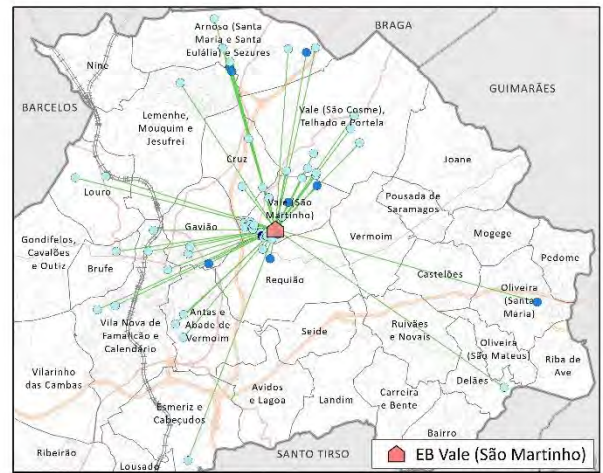 BRAGA
Arnoso (Santa
Maria e Santa
Eulália) e Sezures
Nine
GUIMARÃES
BARCELOS
Lemenhe,
Mouquim e
Jesufrei
Vale (São Cosme),
Telhado e Portela
Cruz
Joane
Louro
Pousada de
Saramagos
Vale (São
Martinho)
Gavião
Vermoim
Mogege
Gondifelos,
Cavalões
e Outiz
Brufe
Pedome
Castelões
Requião
Oliveira
(Santa
Maria)
Antas e
Abade de
Vermoim
Vila Nova de
Famalicão e
Calendário
Seide
Ruivães
e Novais
Oliveira
(São Mateus)
Riba de
Ave
Vilarinho
das Cambas
Delães
Avidos
e Lagoa
Landim
Carreira
e Bente
Esmeriz e
Cabeçudos
Bairro
Ribeirão
Lousado
SANTO TIRSO
EB Vale (São Martinho)